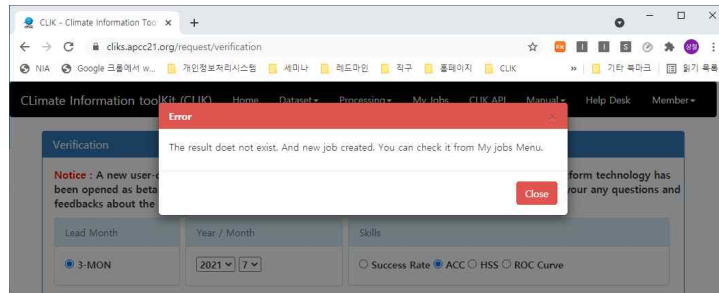 CLIK - Climate Information Too
cliks.apcc21.org/request/verification
NIA Google 크롬에서 w... 개인정보처리시스템 세미나 레드마인 직구 홈페이지 CLIK » 기타 북마크 읽기 목록
CLimate Information toolKit (CLIK) Home Dataset Processing My Jobs CLIK API Manual Help Desk Member
Error
The result doet not exist. And new job created. You can check it from My jobs Menu.
Close
Verification
Notice : A new user-
form technology has
been opened as beta
your any questions and
feedbacks about the
Lead Month Year / Month Skills
3-MON 2021 7 Success Rate ACC HSS ROC Curve